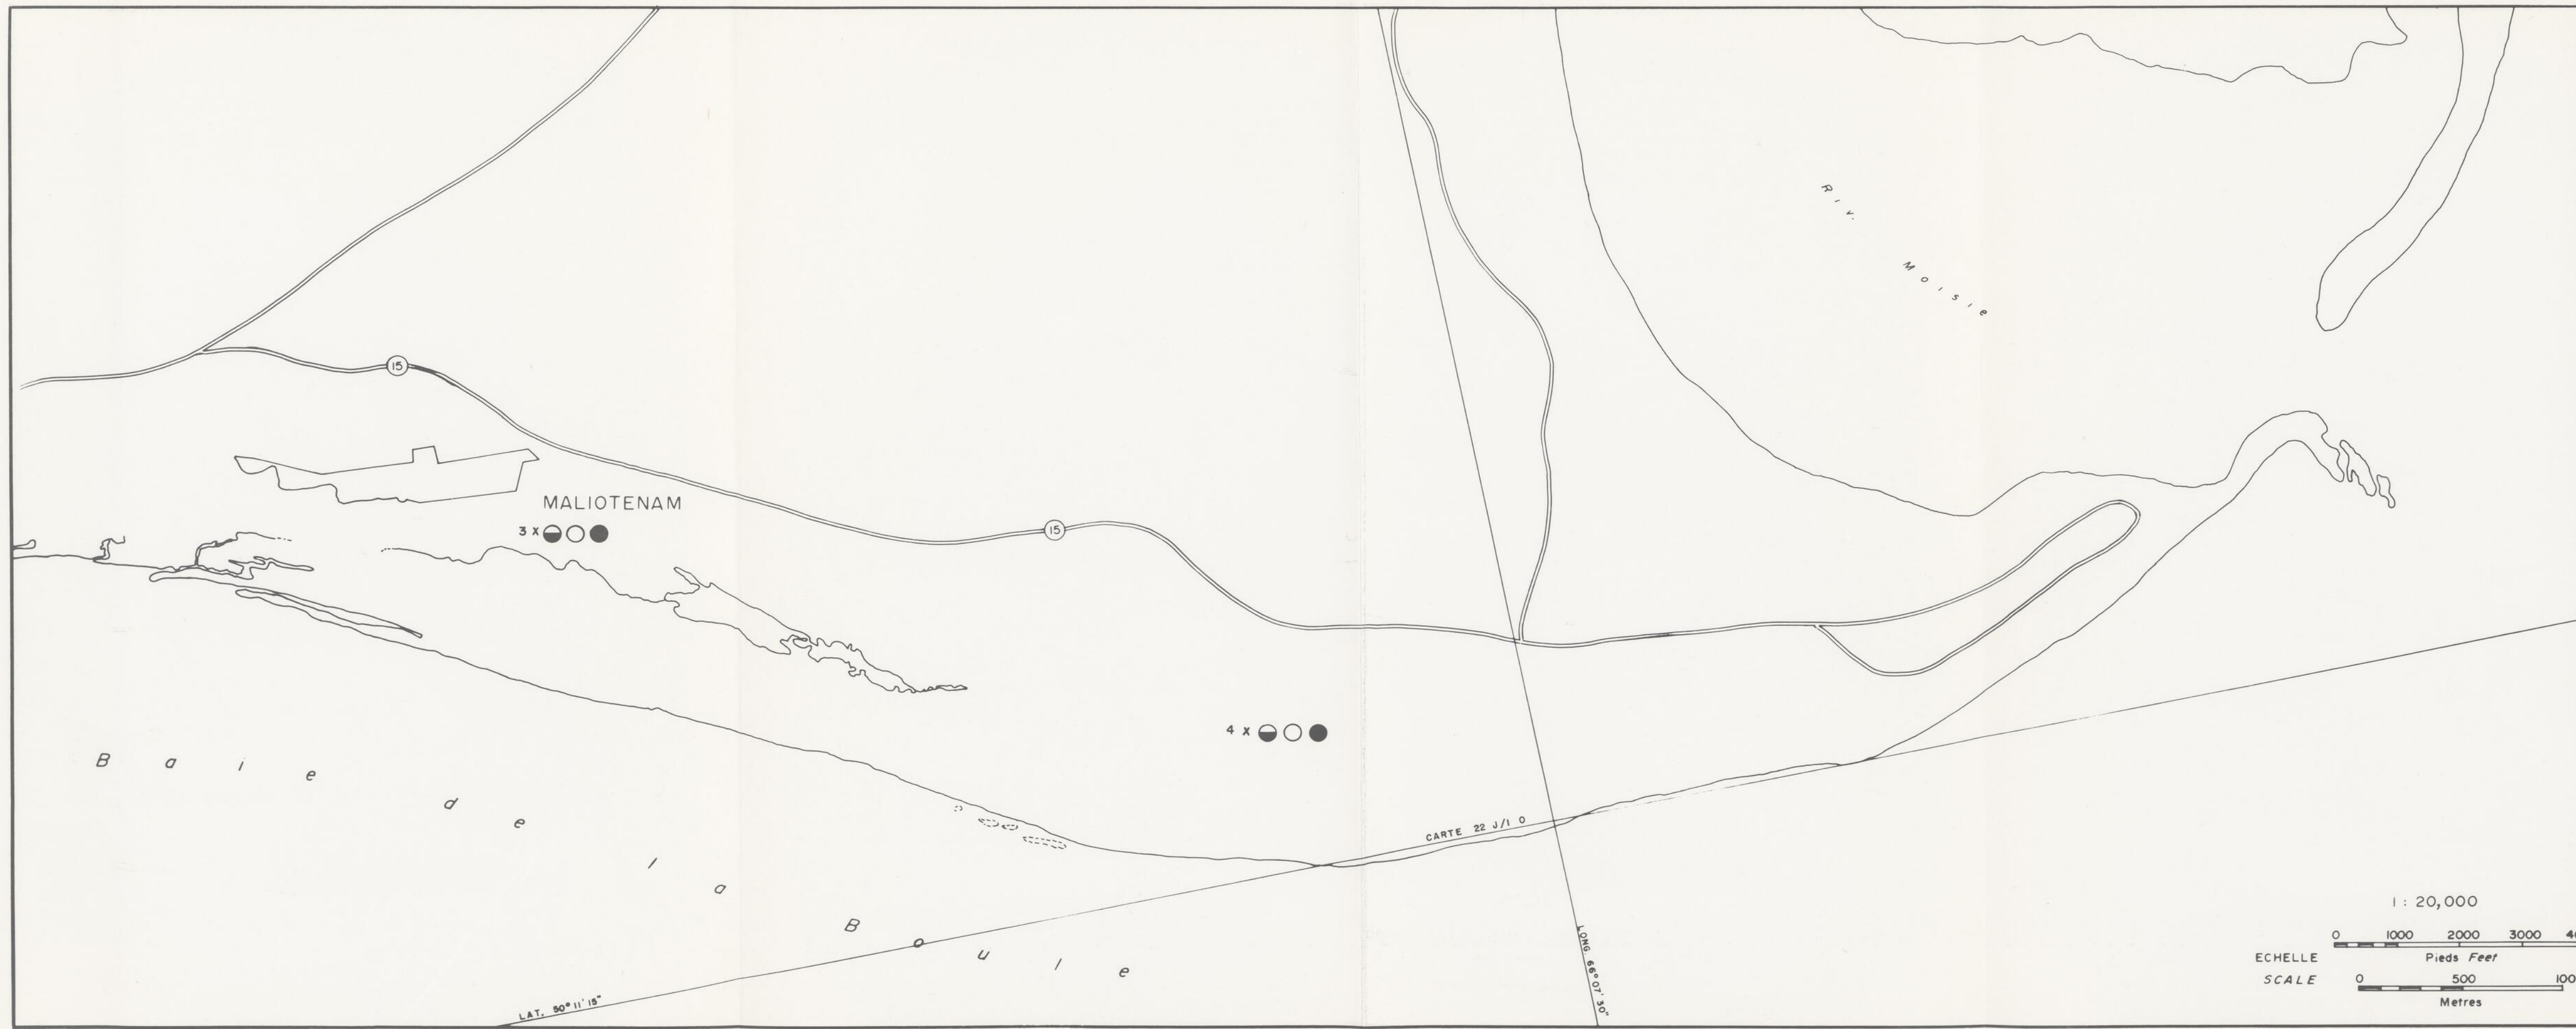 Riv. Moisie
15
MALIOTENAM
3 x
15
4 x
Baie de la Boule
CARTE 22 J/1 0
LAT. 50° 11' 15"
LONG. 66° 07' 30"
1 : 20,000
0 1000 2000 3000
ECHELLE Pieds Feet
SCALE 0 500
Metres